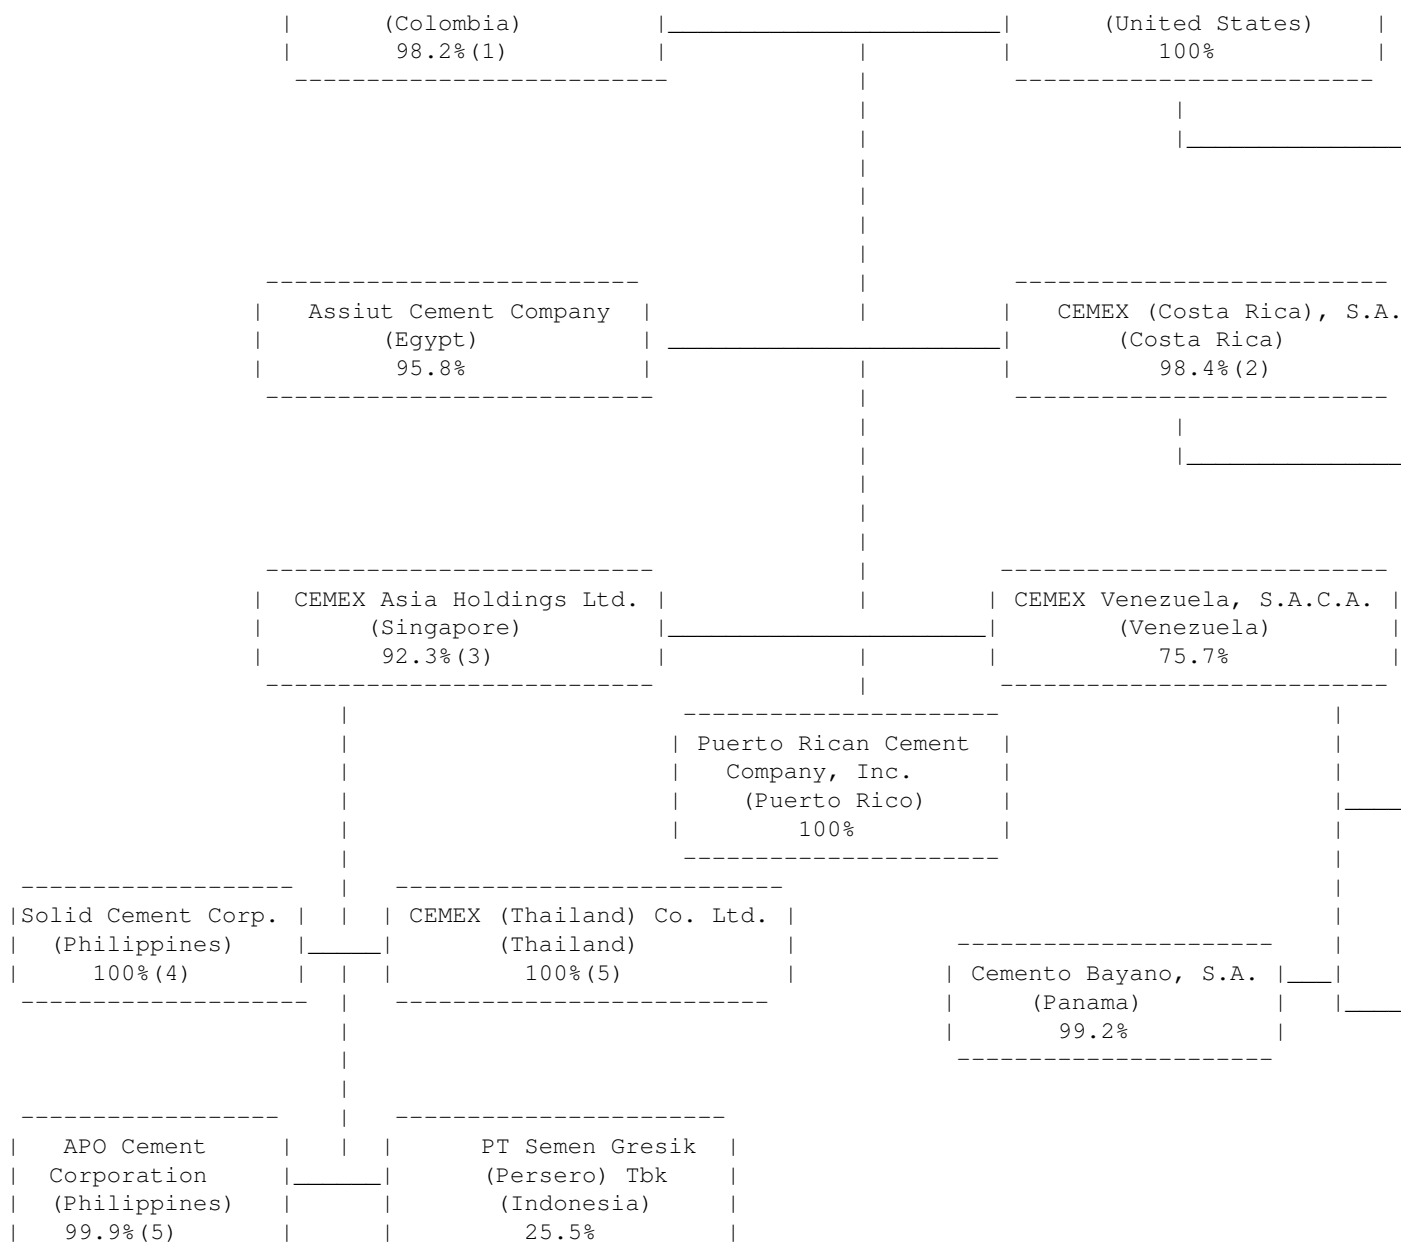 (Colombia) (United States)
98.2%(1) 100%
Assiut Cement Company CEMEX (Costa Rica), S.A.
(Egypt) (Costa Rica)
95.8% 98.4%(2)
CEMEX Asia Holdings Ltd. CEMEX Venezuela, S.A.C.A.
(Singapore) (Venezuela)
92.3%(3) 75.7%
Puerto Rican Cement
Company, Inc.
(Puerto Rico)
100%
Solid Cement Corp. CEMEX (Thailand) Co. Ltd.
(Philippines) (Thailand)
100%(4) 100%(5)
Cemento Bayano, S.A.
(Panama)
99.2%
APO Cement PT Semen Gresik
Corporation (Persero) Tbk
(Philippines) (Indonesia)
99.9%(5) 25.5%